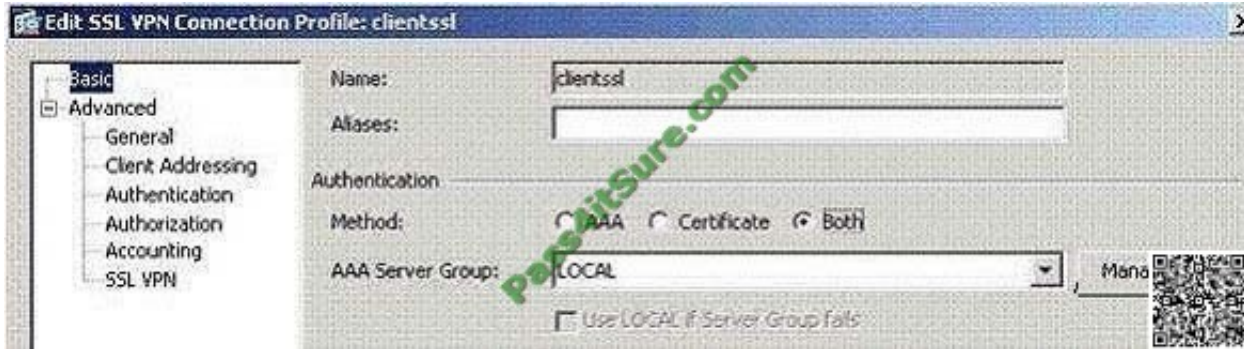 Edit SSL VPN Connection Profile: clientssl
Basic
Advanced
General
Client Addressing
Authentication
Authorization
Accounting
SSL VPN
Name: clientssl
Aliases:
Authentication
Method: AAA Certificate Both
AAA Server Group: LOCAL
Mana
Use LOCAL if Server Group fails
Pass4itSure.com